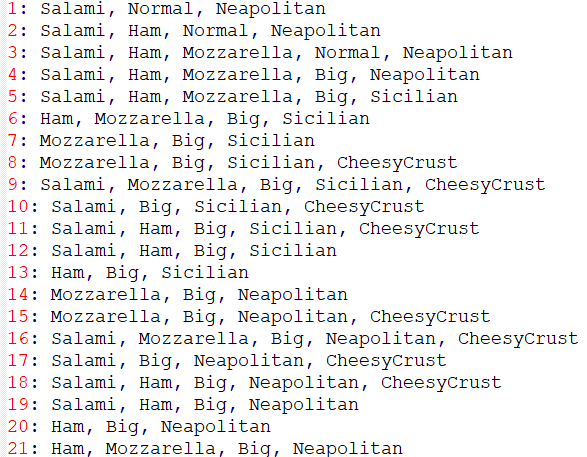 1: Salami, Normal, Neapolitan
2: Salami, Ham, Normal, Neapolitan
3: Salami, Ham, Mozzarella, Normal, Neapolitan
4: Salami, Ham, Mozzarella, Big, Neapolitan
5: Salami, Ham, Mozzarella, Big, Sicilian
6: Ham, Mozzarella, Big, Sicilian
7: Mozzarella, Big, Sicilian
8: Mozzarella, Big, Sicilian, CheesyCrust
9: Salami, Mozzarella, Big, Sicilian, CheesyCrust
10: Salami, Big, Sicilian, CheesyCrust
11: Salami, Ham, Big, Sicilian, CheesyCrust
12: Salami, Ham, Big, Sicilian
13: Ham, Big, Sicilian
14: Mozzarella, Big, Neapolitan
15: Mozzarella, Big, Neapolitan, CheesyCrust
16: Salami, Mozzarella, Big, Neapolitan, CheesyCrust
17: Salami, Big, Neapolitan, CheesyCrust
18: Salami, Ham, Big, Neapolitan, CheesyCrust
19: Salami, Ham, Big, Neapolitan
20: Ham, Big, Neapolitan
21: Ham, Mozzarella, Big, Neapolitan